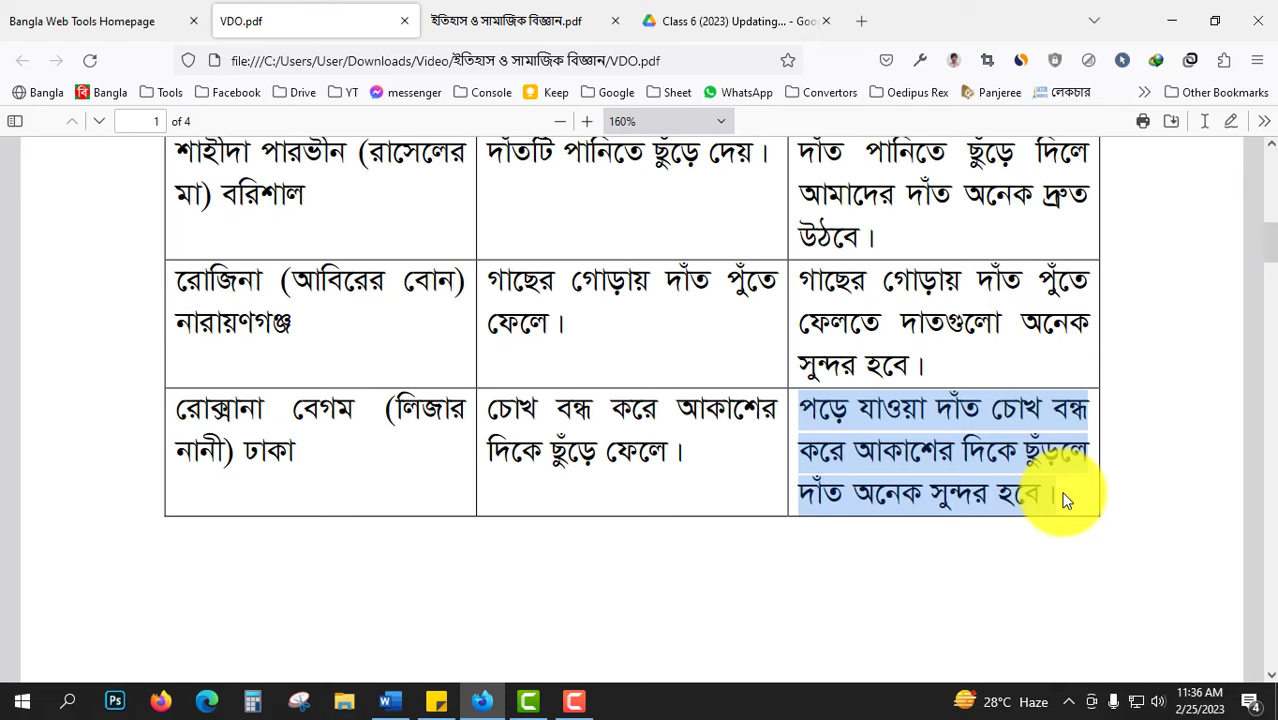 Bangla Web Tools Homepage
VDO.pdf
ইতিহাস ও সামাজিক বিজ্ঞান.pdf
Class 6 (2023) Updating... - Goo
file:///C:/Users/User/Downloads/Video/ইতিহাস ও সামাজিক বিজ্ঞান/VDO.pdf
Bangla
Bangla
Tools
Facebook
Drive
YT
messenger
Console
Keep
Google
Sheet
WhatsApp
Convertors
Oedipus Rex
Panjeree
লেকচার
Other Bookmarks
1 of 4
160%
শাহীদা পারভীন (রাসেলের
মা) বরিশাল
দাঁতটি পানিতে ছুঁড়ে দেয়।
দাঁত পানিতে ছুঁড়ে দিলে
আমাদের দাঁত অনেক দ্রুত
উঠবে।
রোজিনা (আবিরের বোন)
নারায়ণগঞ্জ
গাছের গোড়ায় দাঁত পুঁতে
ফেলে।
গাছের গোড়ায় দাঁত পুঁতে
ফেলতে দাতগুলো অনেক
সুন্দর হবে।
রোক্সানা বেগম (লিজার
নানী) ঢাকা
চোখ বন্ধ করে আকাশের
দিকে ছুঁড়ে ফেলে।
পড়ে যাওয়া দাঁত চোখ বন্ধ
করে আকাশের দিকে ছুঁড়লে
দাঁত অনেক সুন্দর হবে।
28°C Haze
11:36 AM
2/25/2023
4